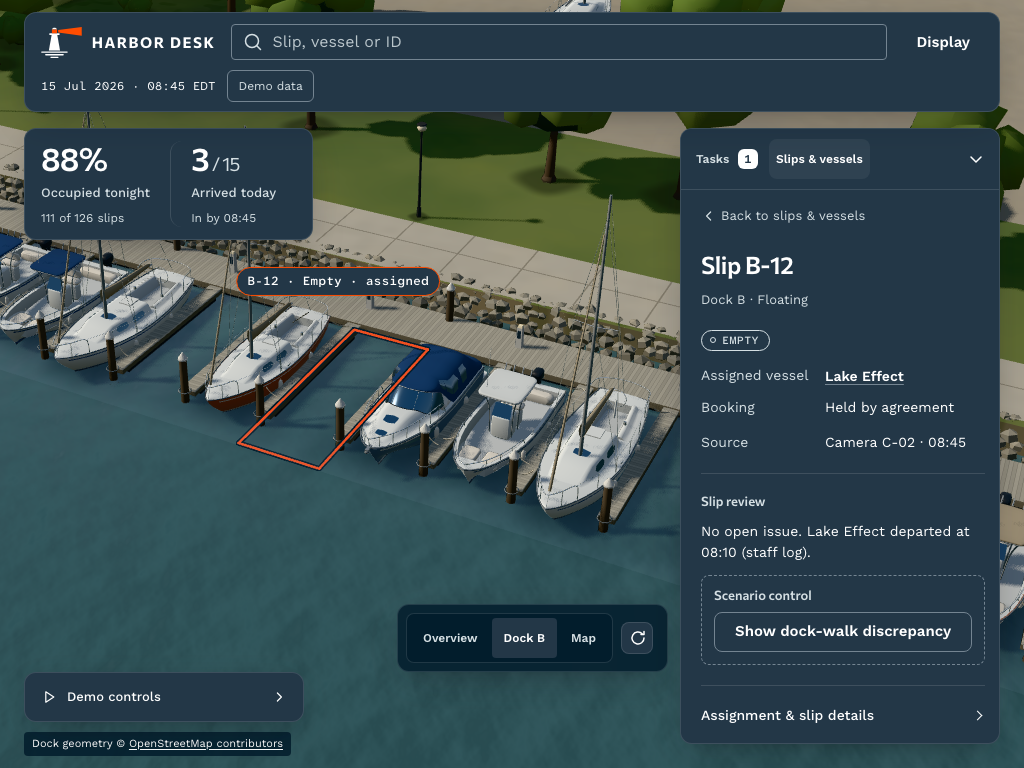 HARBOR DESK
Slip, vessel or ID
Display
15 Jul 2026 · 08:45 EDT
Demo data
88%
Occupied tonight
111 of 126 slips
3/15
Arrived today
In by 08:45
B-12 · Empty · assigned
Tasks 1
Slips & vessels
Back to slips & vessels
Slip B-12
Dock B · Floating
EMPTY
Assigned vessel Lake Effect
Booking Held by agreement
Source Camera C-02 · 08:45
Slip review
No open issue. Lake Effect departed at
08:10 (staff log).
Scenario control
Show dock-walk discrepancy
Assignment & slip details
Overview
Dock B
Map
Demo controls
Dock geometry © OpenStreetMap contributors